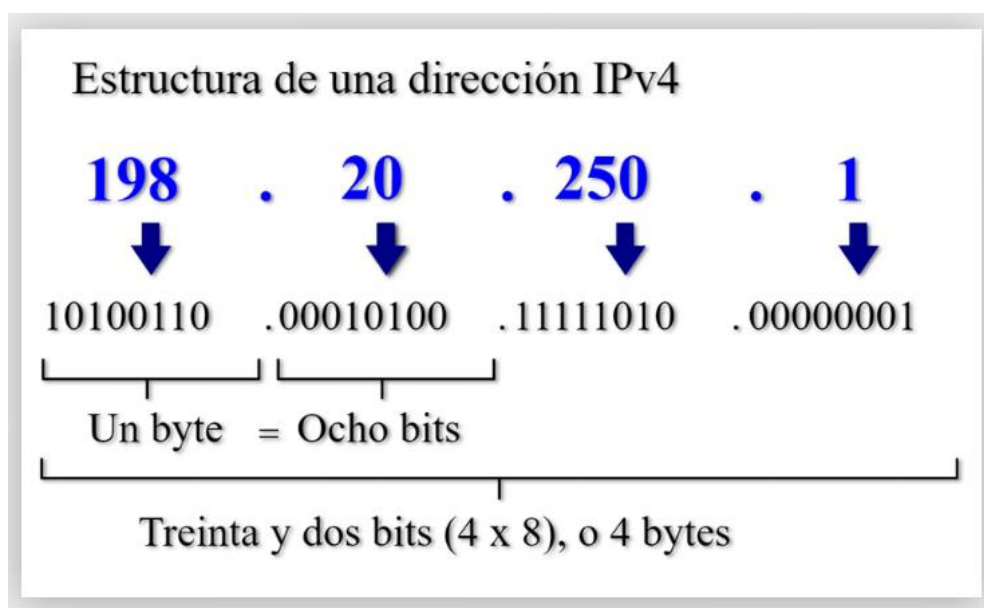 Estructura de una dirección IPv4
198 . 20 . 250 . 1
10100110 .00010100 .11111010 .00000001
Un byte = Ocho bits
Treinta y dos bits (4 x 8), o 4 bytes